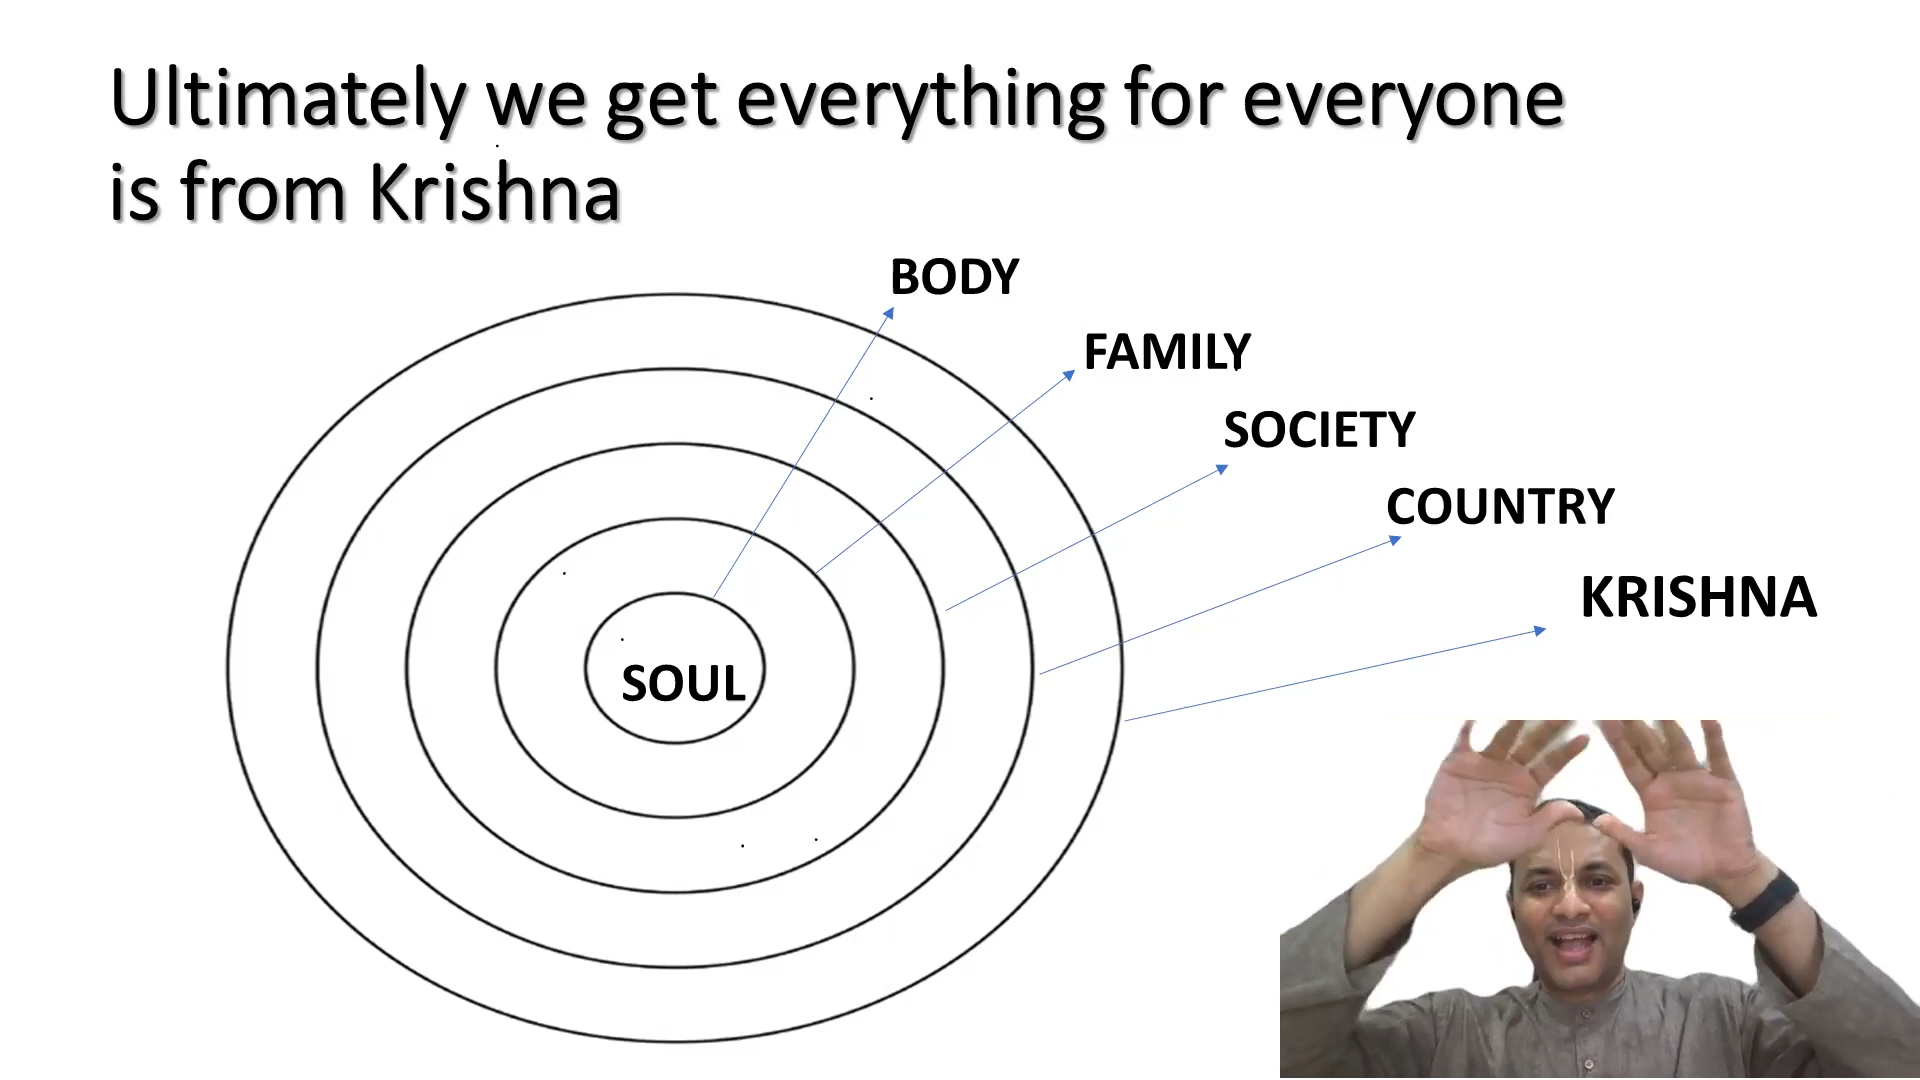 Ultimately we get everything for everyone
is from Krishna
BODY
FAMILY
SOCIETY
COUNTRY
KRISHNA
SOUL